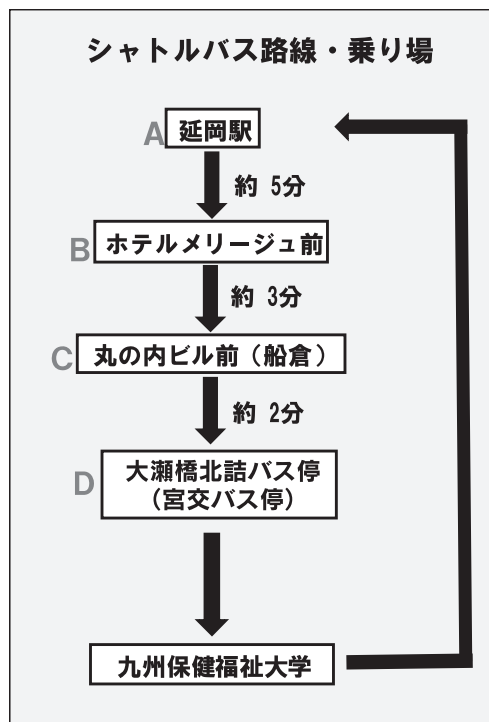 シャトルバス路線・乗り場
A 延岡駅
約 5分
B ホテルメリージュ前
約 3分
C 丸の内ビル前（船倉）
約 2分
D 大瀬橋北詰バス停
（宮交バス停）
九州保健福祉大学